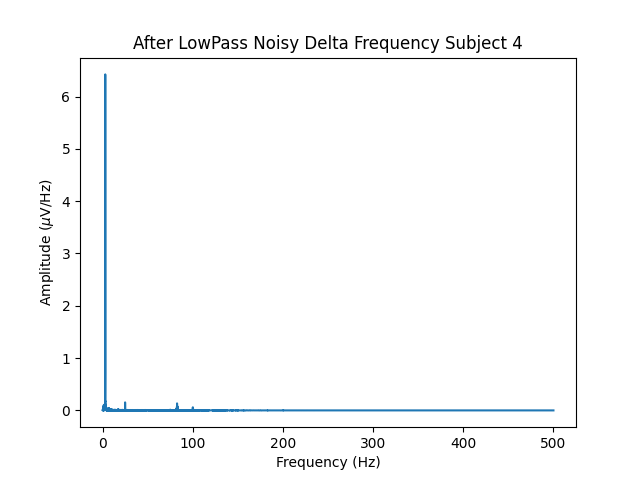 After LowPass Noisy Delta Frequency Subject 4
Amplitude (μV/Hz)
6
5
4
3
2
1
0
0 100 200 300 400 500
Frequency (Hz)